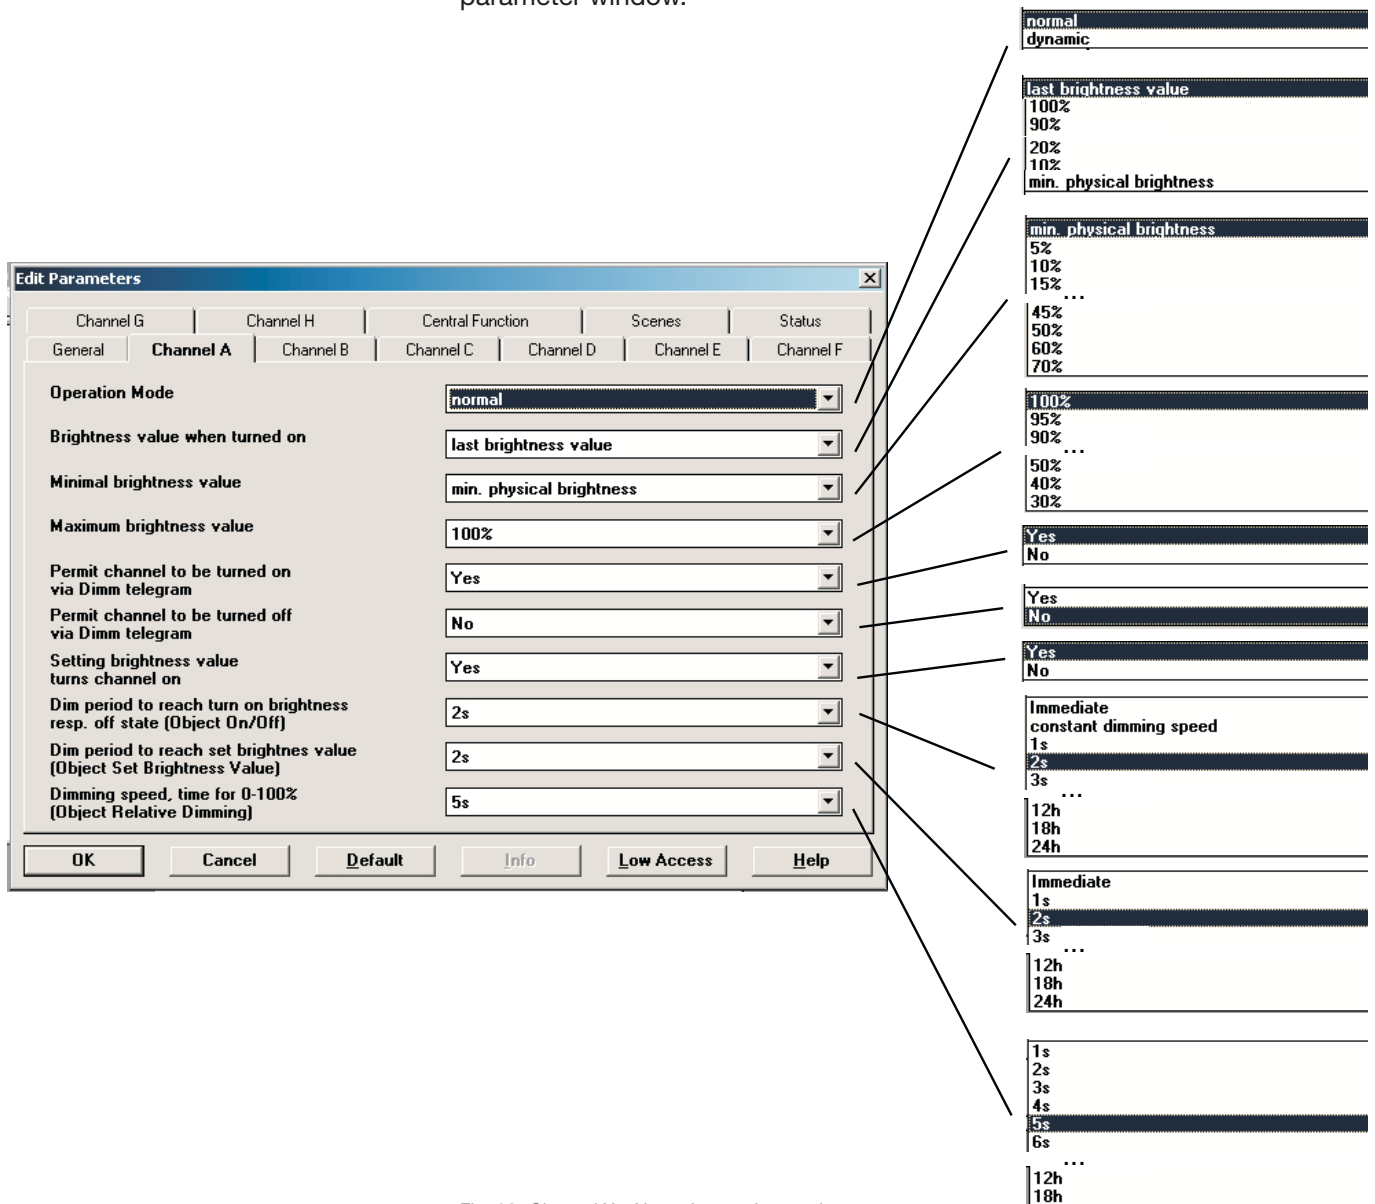 parameter window.
normal
dynamic
last brightness value
100%
90%
20%
10%
min. physical brightness
min. physical brightness
5%
10%
15%
...
45%
50%
60%
70%
100%
95%
90%
...
50%
40%
30%
Yes
No
Yes
No
Yes
No
Immediate
constant dimming speed
1s
2s
3s
...
12h
18h
24h
Immediate
1s
2s
3s
...
12h
18h
24h
1s
2s
3s
4s
5s
6s
...
12h
18h
Edit Parameters
Channel G Channel H Central Function Scenes Status
General Channel A Channel B Channel C Channel D Channel E Channel F
Operation Mode normal
Brightness value when turned on last brightness value
Minimal brightness value min. physical brightness
Maximum brightness value 100%
Permit channel to be turned on
via Dimm telegram Yes
Permit channel to be turned off
via Dimm telegram No
Setting brightness value
turns channel on Yes
Dim period to reach turn on brightness
resp. off state (Object On/Off) 2s
Dim period to reach set brightnes value
(Object Set Brightness Value) 2s
Dimming speed, time for 0-100%
(Object Relative Dimming) 5s
OK Cancel Default Info Low Access Help